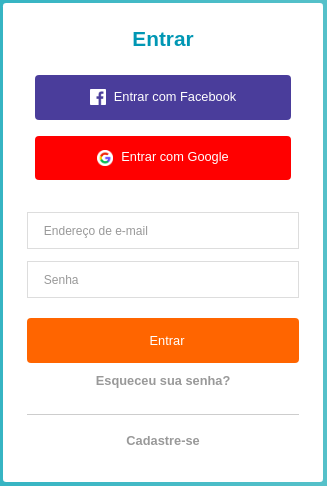 Entrar
Entrar com Facebook
Entrar com Google
Endereço de e-mail
Senha
Entrar
Esqueceu sua senha?
Cadastre-se